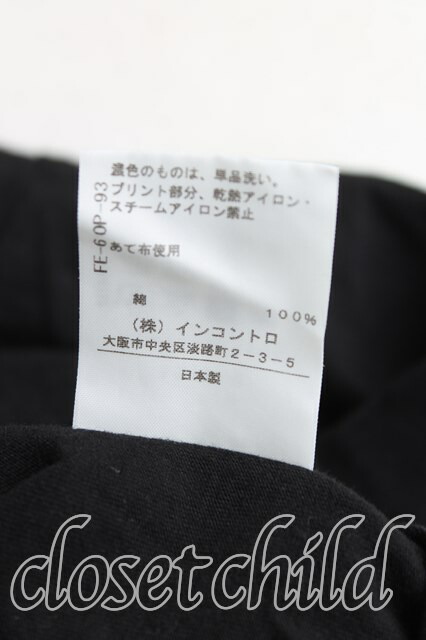 濃色のものは、単品洗い。
プリント部分、乾熱アイロン・
スチームアイロン禁止
あて布使用
綿 100%
(株)インコントロ
大阪市中央区淡路町2-3-5
日本製
FE-60P-93
closet child